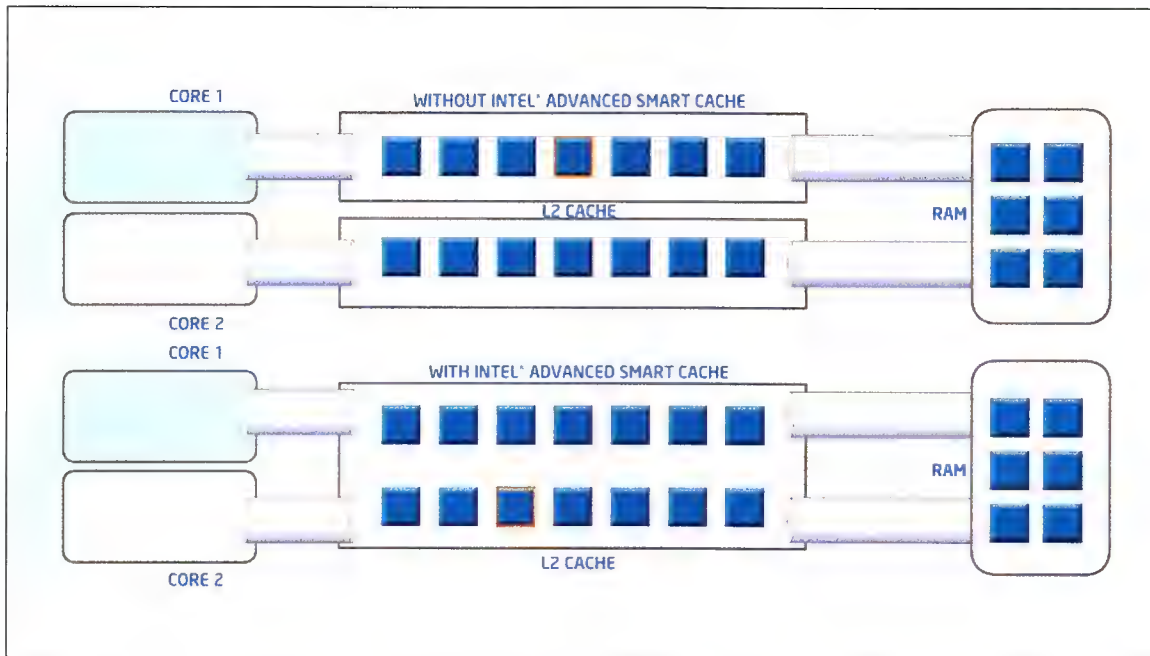 CORE 1
WITHOUT INTEL® ADVANCED SMART CACHE
L2 CACHE
RAM
CORE 2
CORE 1
WITH INTEL® ADVANCED SMART CACHE
RAM
L2 CACHE
CORE 2